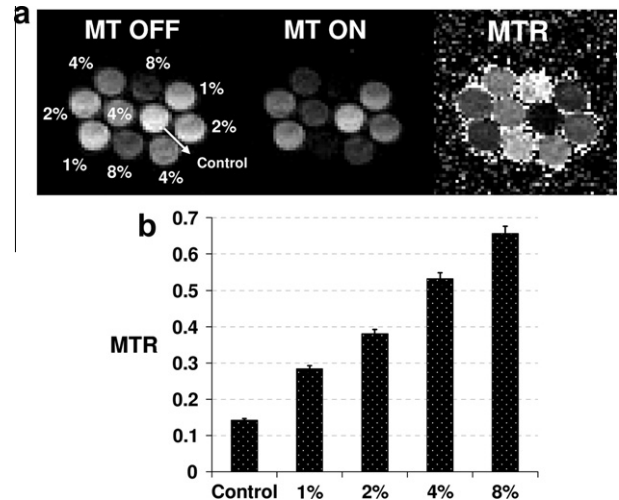 a
MT OFF
MT ON
MTR
4%
8%
1%
2%
4%
2%
1%
8%
4%
Control
b
0.7
0.6
0.5
0.4
0.3
0.2
0.1
0
MTR
Control 1% 2% 4% 8%